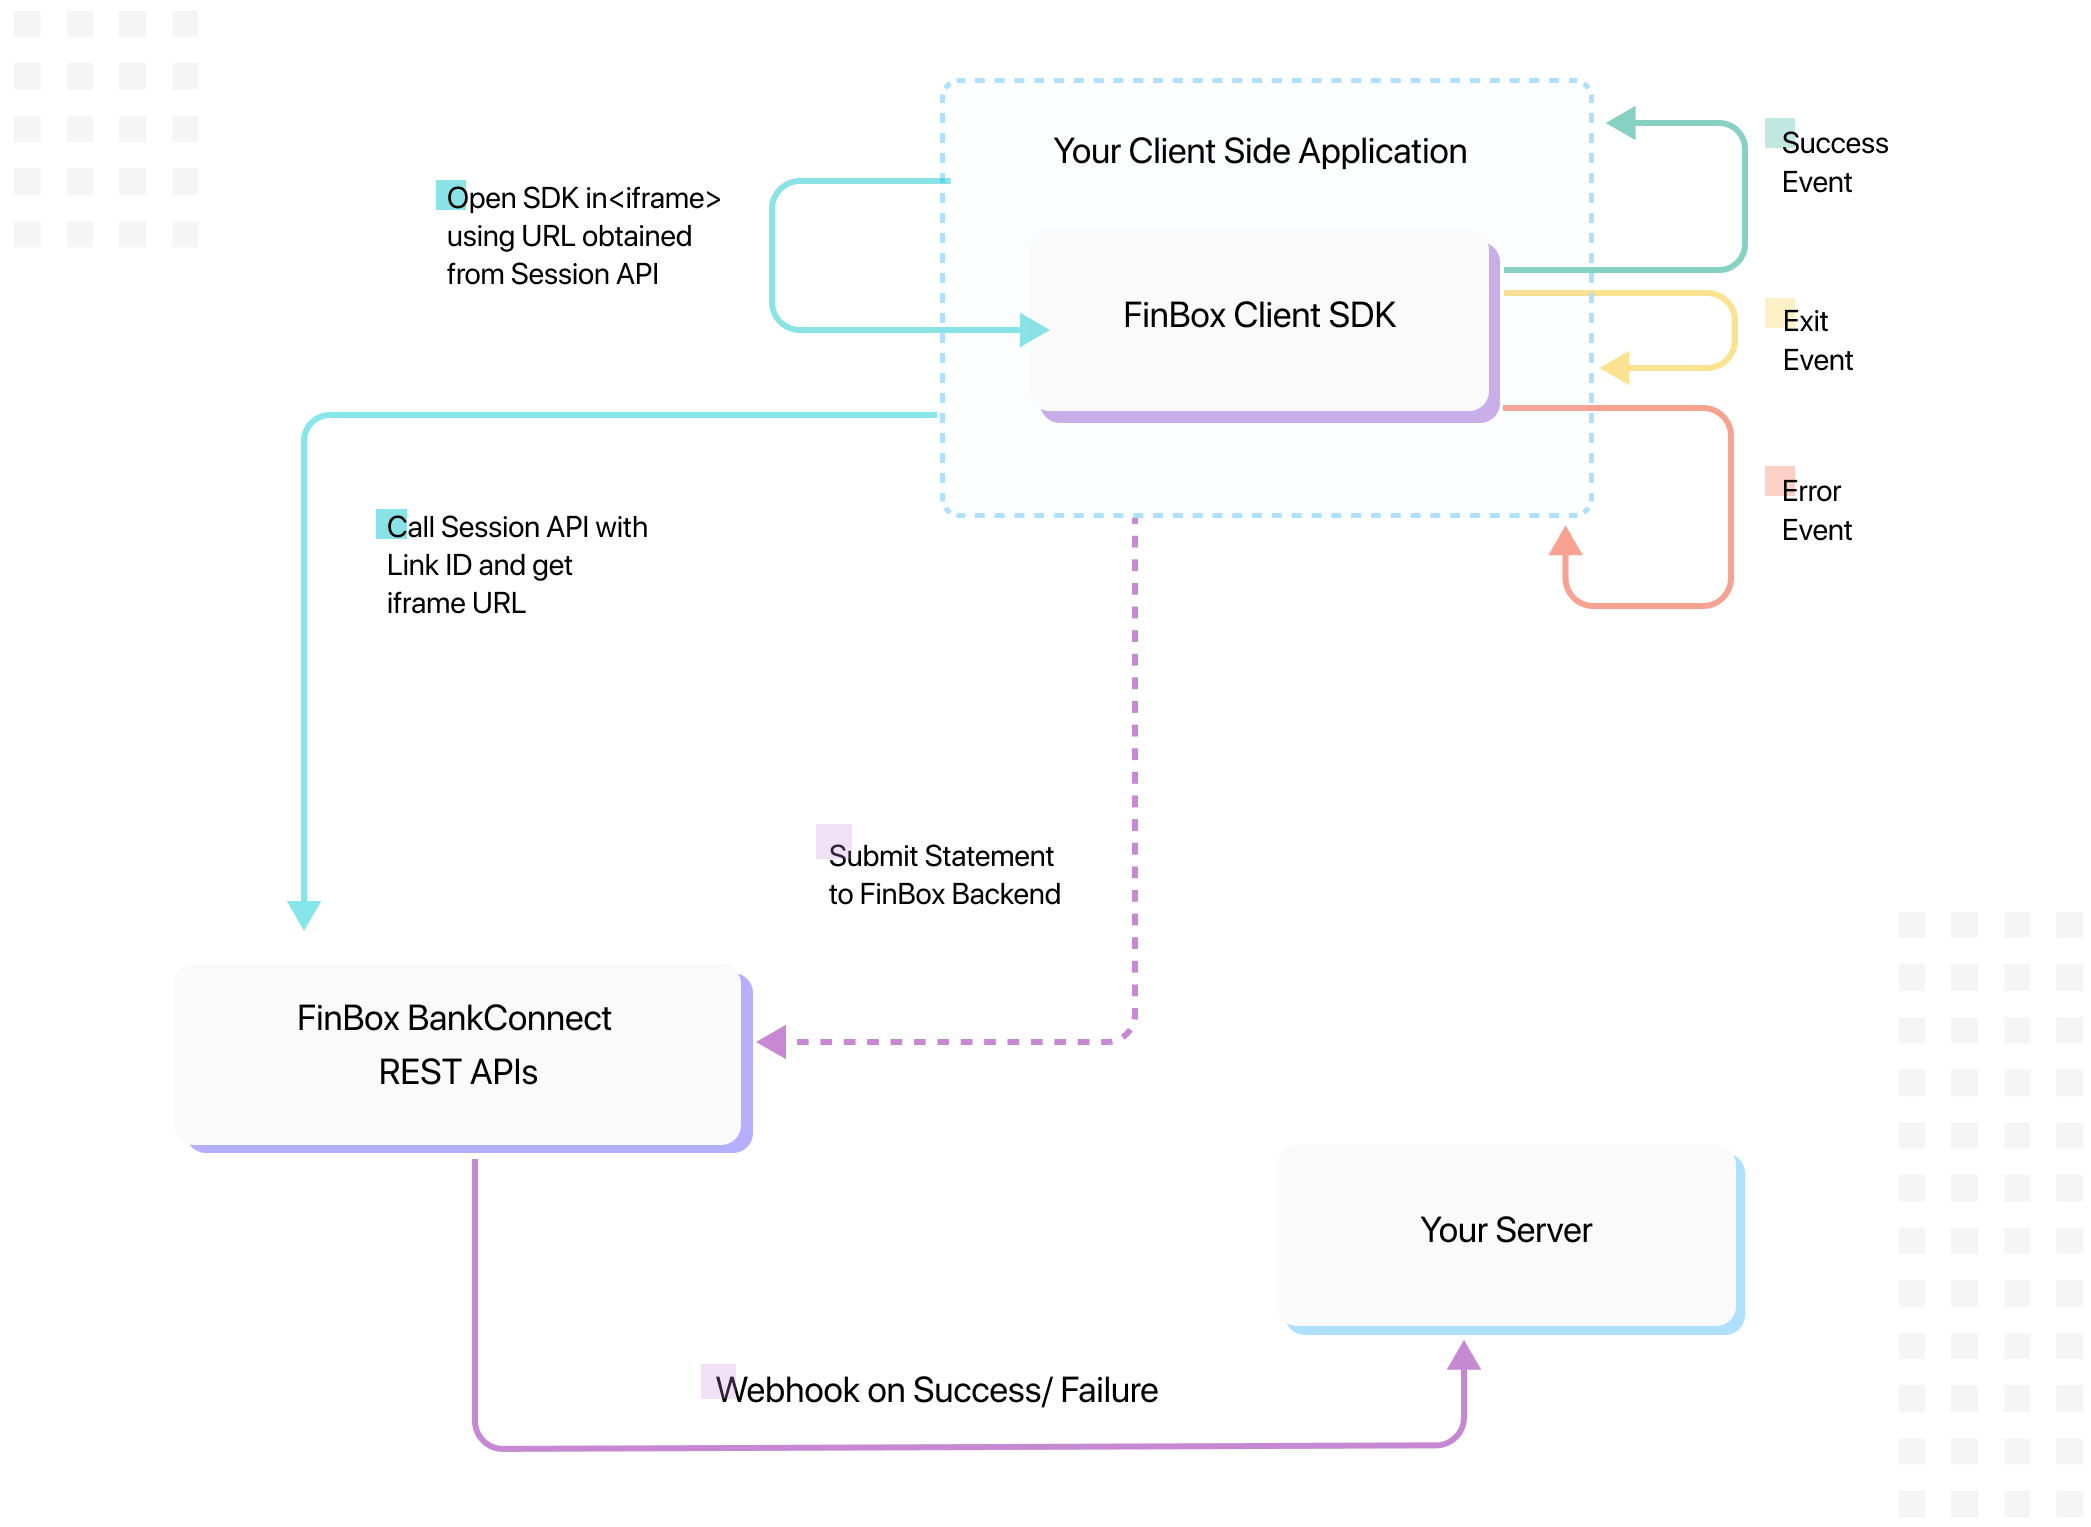 Your Client Side Application
Success
Event
Open SDK in<iframe>
using URL obtained
from Session API
FinBox Client SDK
Exit
Event
Error
Event
Call Session API with
Link ID and get
iframe URL
Submit Statement
to FinBox Backend
FinBox BankConnect
REST APIs
Your Server
Webhook on Success/ Failure